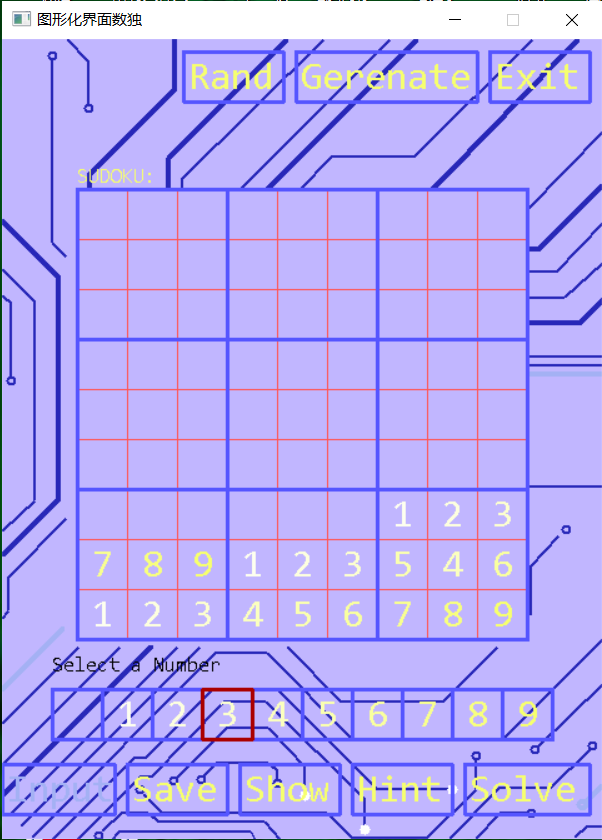 图形化界面数独
Rand Gerenate Exit
SUDOKU:
1 2 3
7 8 9 1 2 3 5 4 6
1 2 3 4 5 6 7 8 9
Select a Number
1 2 3 4 5 6 7 8 9
Input Save Show Hint Solve